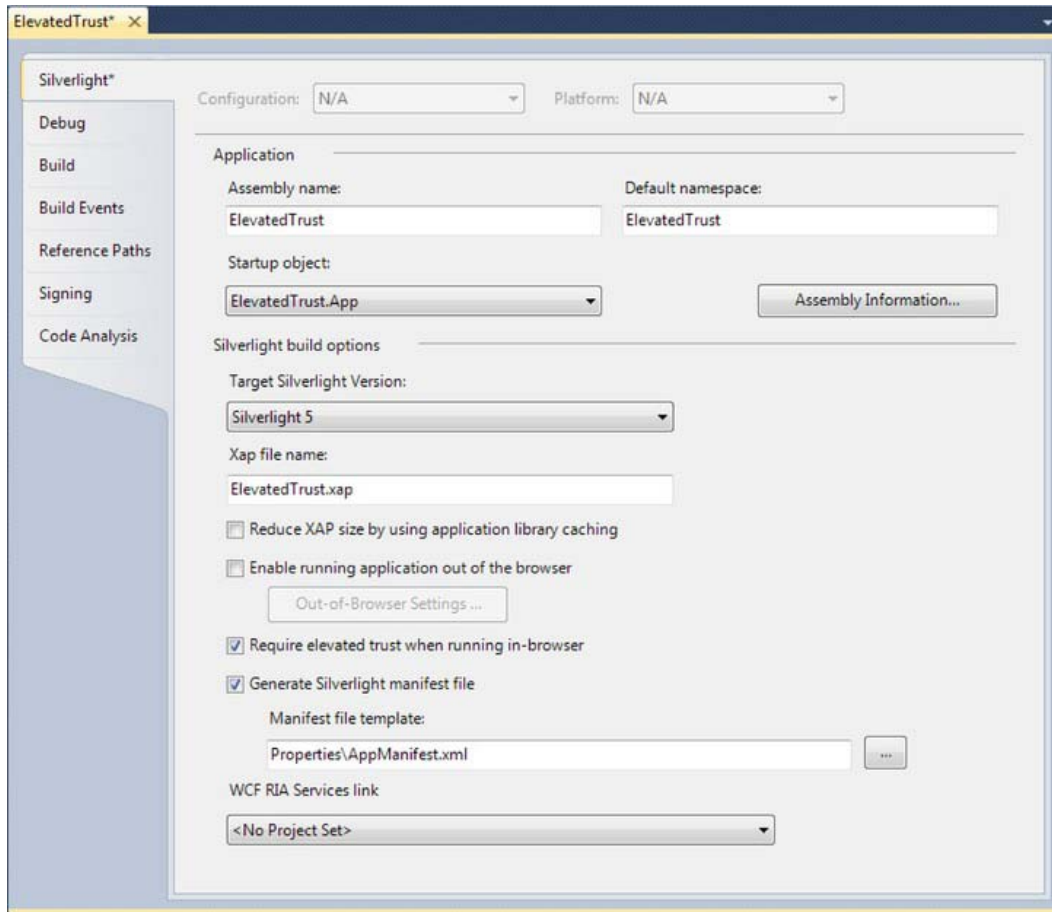 ElevatedTrust*
Silverlight*
Debug
Build
Build Events
Reference Paths
Signing
Code Analysis
Configuration: N/A Platform: N/A
Application
Assembly name: Default namespace:
ElevatedTrust ElevatedTrust
Startup object:
ElevatedTrust.App Assembly Information...
Silverlight build options
Target Silverlight Version:
Silverlight 5
Xap file name:
ElevatedTrust.xap
Reduce XAP size by using application library caching
Enable running application out of the browser
Out-of-Browser Settings ...
Require elevated trust when running in-browser
Generate Silverlight manifest file
Manifest file template:
Properties\AppManifest.xml ...
WCF RIA Services link
<No Project Set>